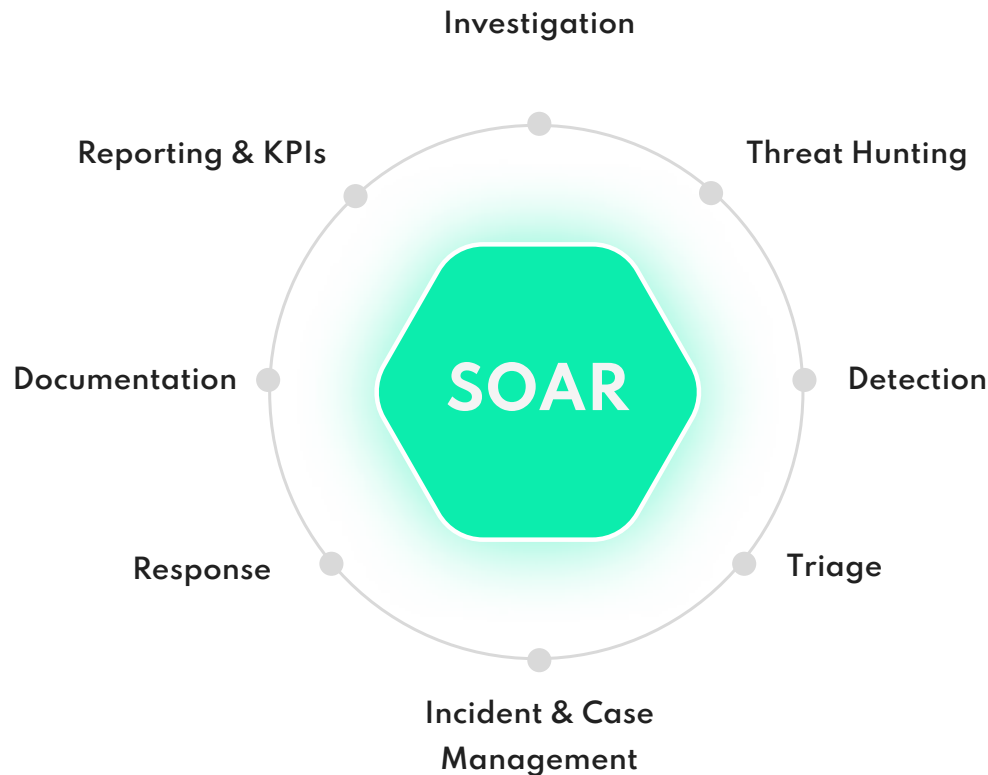 Investigation
Reporting & KPIs
Threat Hunting
Documentation
SOAR
Detection
Response
Triage
Incident & Case
Management